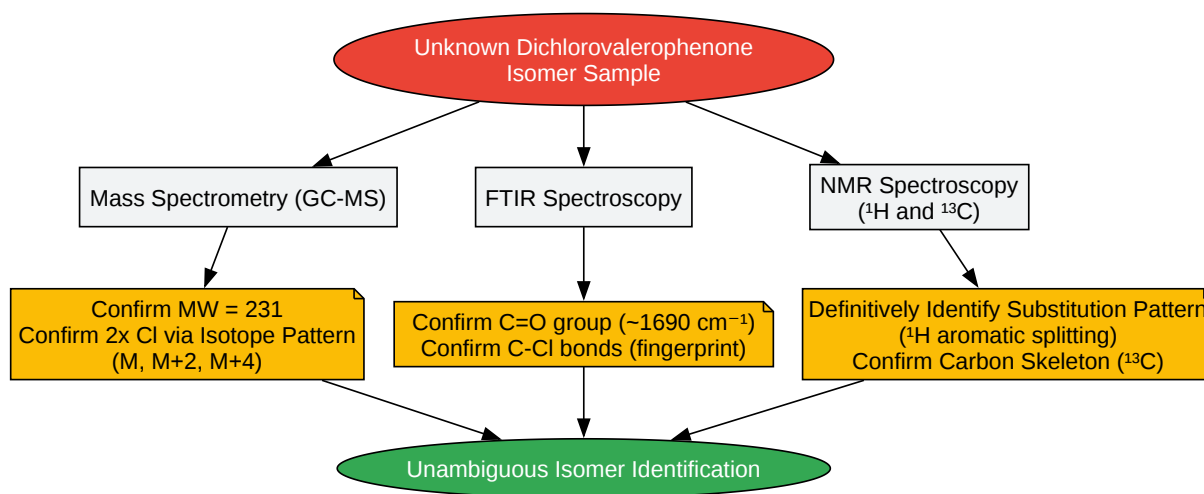 Unknown Dichlorovalerophenone
Isomer Sample
Mass Spectrometry (GC-MS)
FTIR Spectroscopy
NMR Spectroscopy
(¹H and ¹³C)
Confirm MW = 231
Confirm 2x Cl via Isotope Pattern
(M, M+2, M+4)
Confirm C=O group (~1690 cm⁻¹)
Confirm C-Cl bonds (fingerprint)
Definitively Identify Substitution Pattern
(¹H aromatic splitting)
Confirm Carbon Skeleton (¹³C)
Unambiguous Isomer Identification